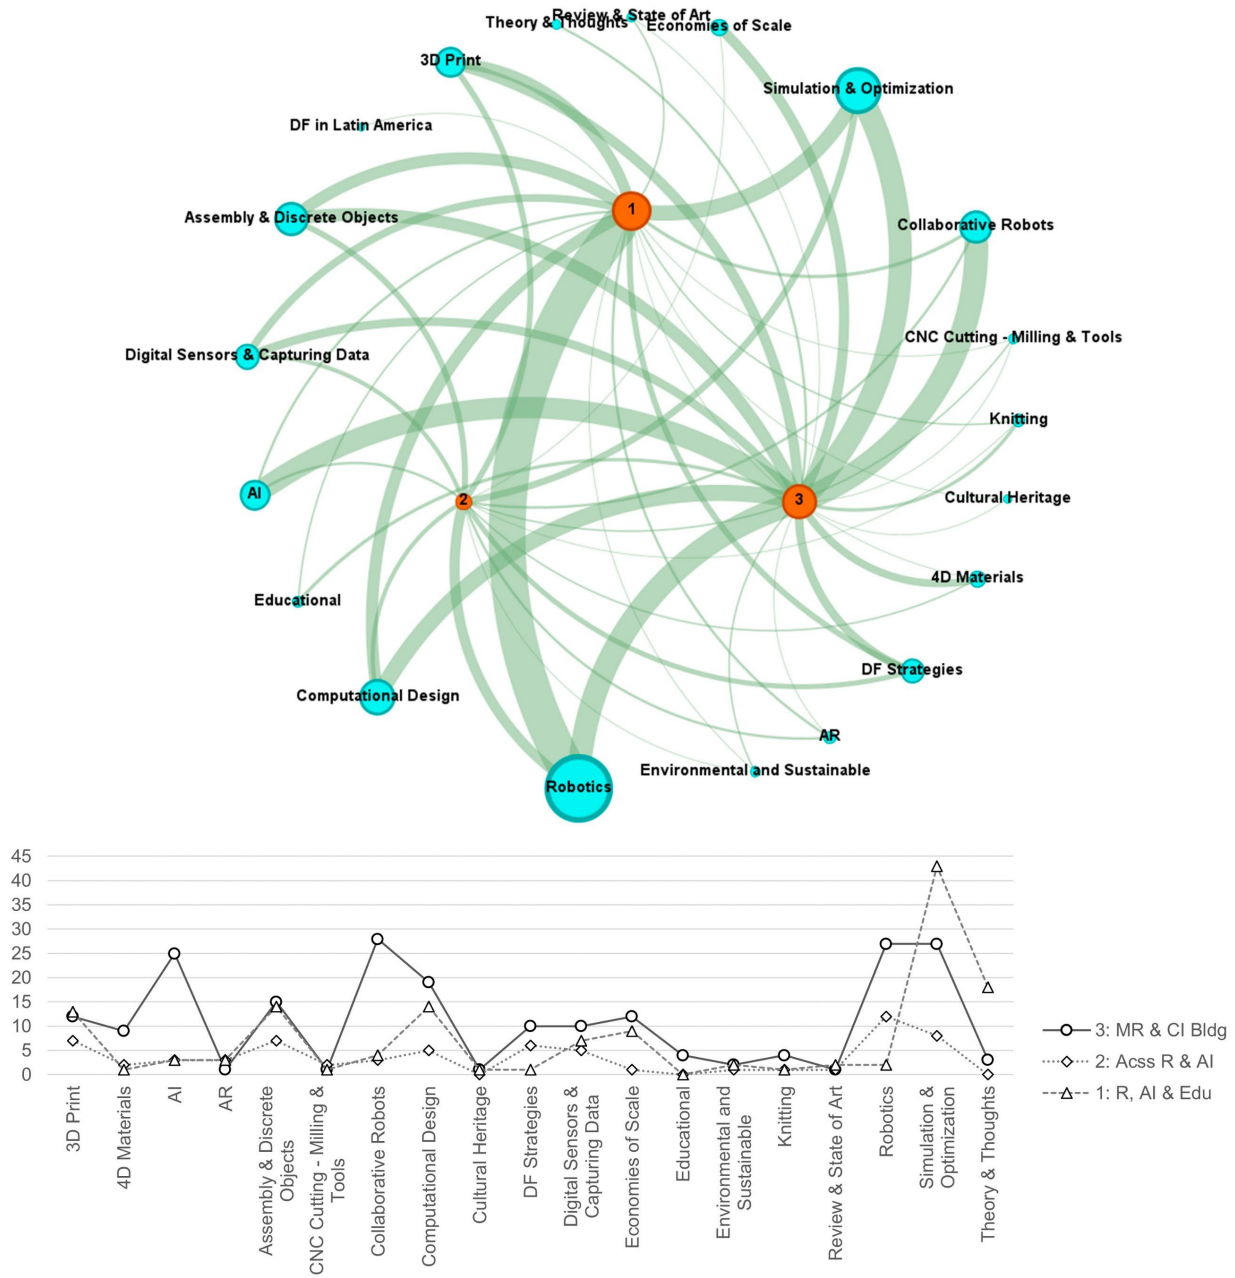 Review & State of Art
Theory & Thoughts
Economies of Scale
3D Print
Simulation & Optimization
DF in Latin America
1
Assembly & Discrete Objects
Collaborative Robots
CNC Cutting - Milling & Tools
Digital Sensors & Capturing Data
Knitting
AI
2
3
Cultural Heritage
4D Materials
Educational
DF Strategies
Computational Design
AR
Environmental and Sustainable
Robotics
45
40
35
30
25
20
15
10
5
0
3D Print
4D Materials
AI
AR
Assembly & Discrete
Objects
CNC Cutting - Milling &
Tools
Collaborative Robots
Computational Design
Cultural Heritage
DF Strategies
Digital Sensors &
Capturing Data
Economies of Scale
Educational
Environmental and
Sustainable
Knitting
Review & State of Art
Robotics
Simulation &
Optimization
Theory & Thoughts
3: MR & CI Bldg
2: Acss R & AI
1: R, AI & Edu